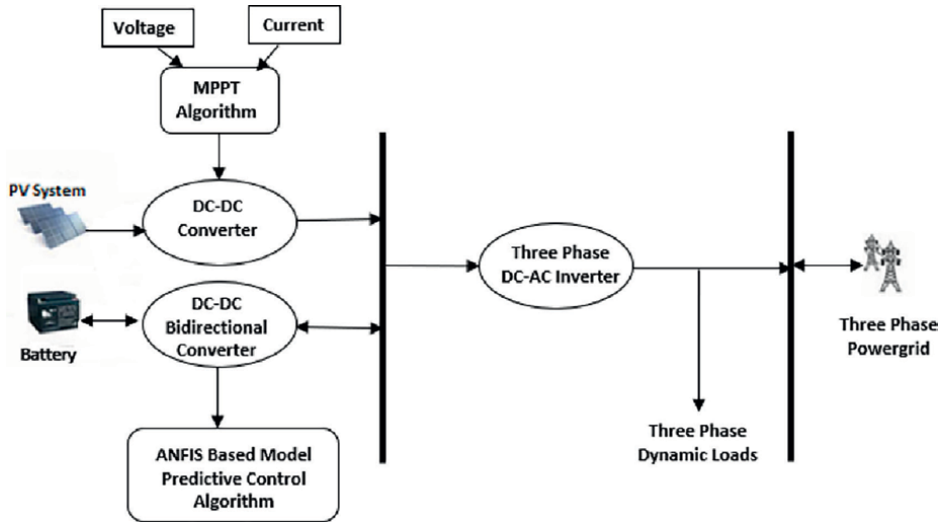 Voltage
Current
MPPT
Algorithm
PV System
DC-DC
Converter
Three Phase
DC-AC Inverter
DC-DC
Bidirectional
Converter
Battery
Three Phase
Powergrid
Three Phase
Dynamic Loads
ANFIS Based Model
Predictive Control
Algorithm